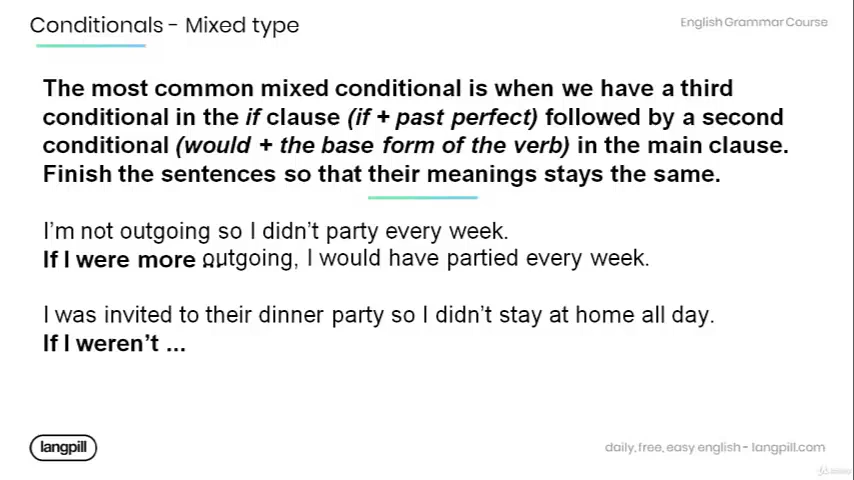 Conditionals - Mixed type
English Grammar Course
The most common mixed conditional is when we have a third
conditional in the if clause (if + past perfect) followed by a second
conditional (would + the base form of the verb) in the main clause.
Finish the sentences so that their meanings stays the same.
I'm not outgoing so I didn't party every week.
If I were more outgoing, I would have partied every week.
I was invited to their dinner party so I didn't stay at home all day.
If I weren't ...
langpill
daily, free, easy english - langpill.com